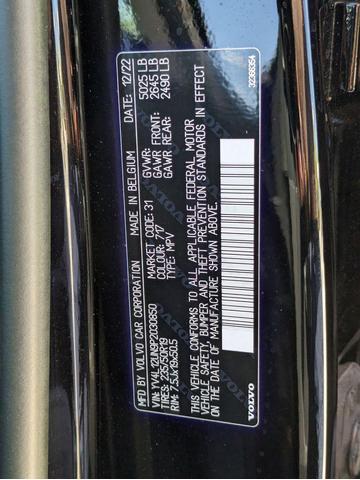 MFD BY: VOLVO CAR CORPORATION MADE IN BELGIUM DATE: 12/22
VIN: YV4L12UN9P2030850 GVWR: 5025 LB
TIRES: 235/50R19 MARKET CODE: 31 GAWR FRONT: 2645 LB
RIM: 7.5Jx19x50.5 COLOUR: 717 GAWR REAR: 2490 LB
TYPE: MPV
THIS VEHICLE CONFORMS TO ALL APPLICABLE FEDERAL MOTOR
VEHICLE SAFETY, BUMPER AND THEFT PREVENTION STANDARDS IN EFFECT
ON THE DATE OF MANUFACTURE SHOWN ABOVE.
VOLVO 32368354